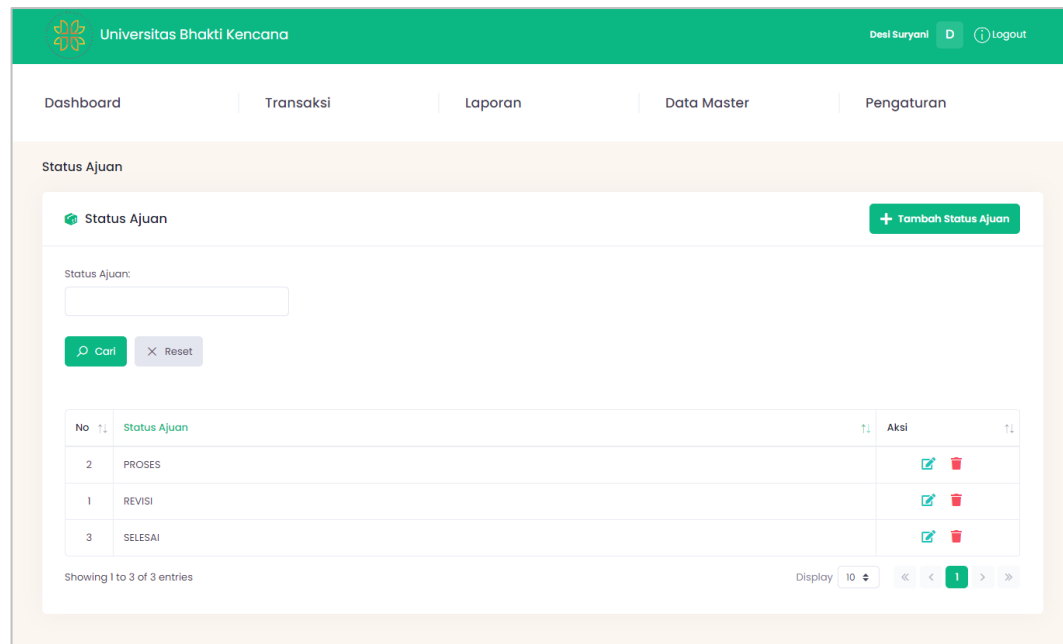 Universitas Bhakti Kencana
Desi Suryani D Logout
Dashboard Transaksi Laporan Data Master Pengaturan
Status Ajuan
Status Ajuan
Tambah Status Ajuan
Status Ajuan:
Cari Reset
No Status Ajuan Aksi
2 PROSES
1 REVISI
3 SELESAI
Showing 1 to 3 of 3 entries Display 10 « < 1 > »